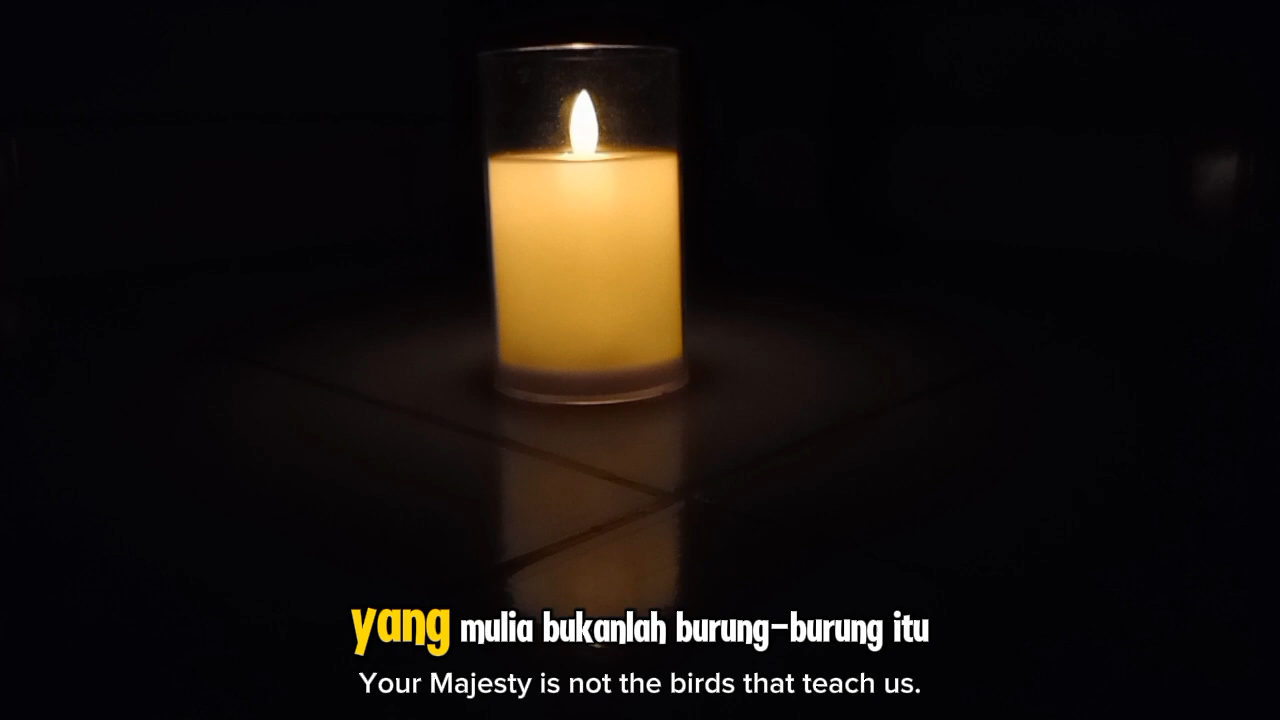 yang mulia bukanlah burung-burung itu
Your Majesty is not the birds that teach us.